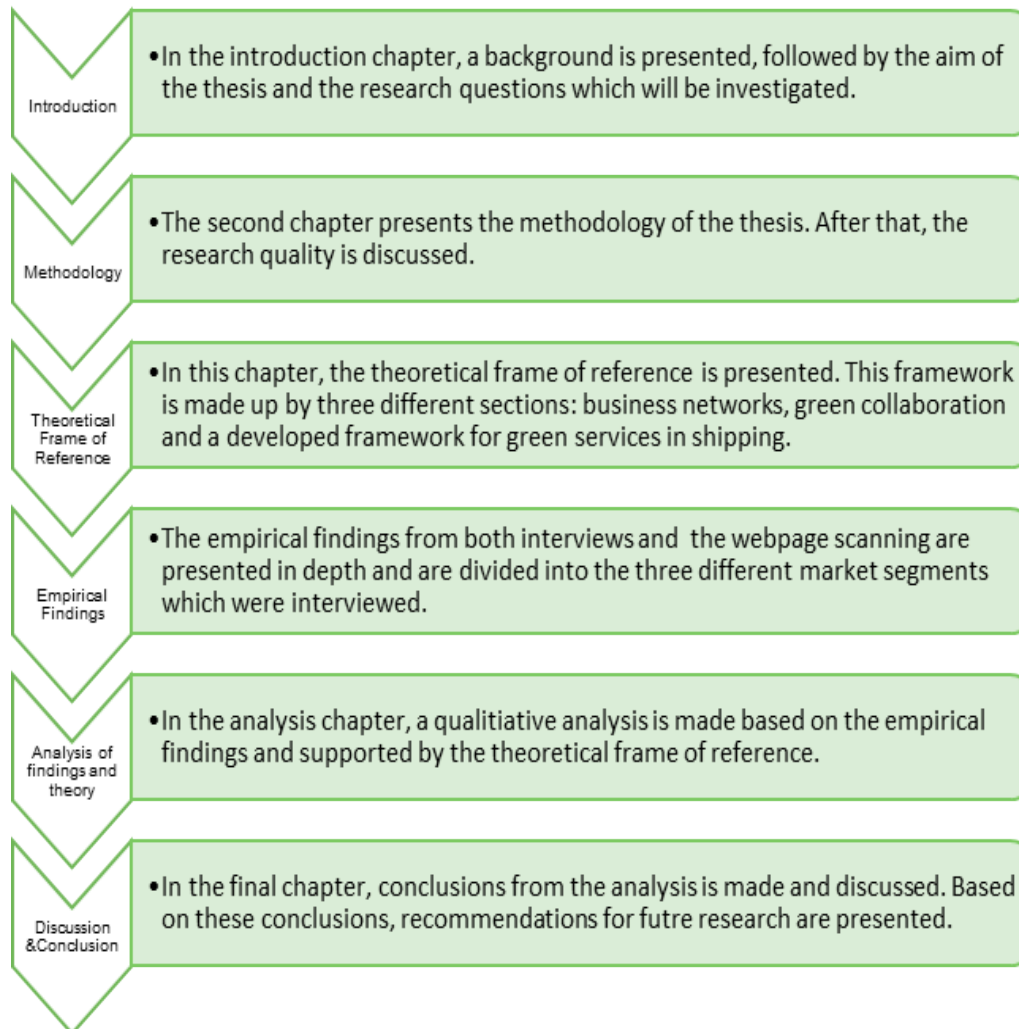 Introduction
•In the introduction chapter, a background is presented, followed by the aim of
the thesis and the research questions which will be investigated.
Methodology
•The second chapter presents the methodology of the thesis. After that, the
research quality is discussed.
Theoretical
Frame of
Reference
•In this chapter, the theoretical frame of reference is presented. This framework
is made up by three different sections: business networks, green collaboration
and a developed framework for green services in shipping.
Empirical
Findings
•The empirical findings from both interviews and the webpage scanning are
presented in depth and are divided into the three different market segments
which were interviewed.
Analysis of
findings and
theory
•In the analysis chapter, a qualitiative analysis is made based on the empirical
findings and supported by the theoretical frame of reference.
Discussion
&Conclusion
•In the final chapter, conclusions from the analysis is made and discussed. Based
on these conclusions, recommendations for futre research are presented.